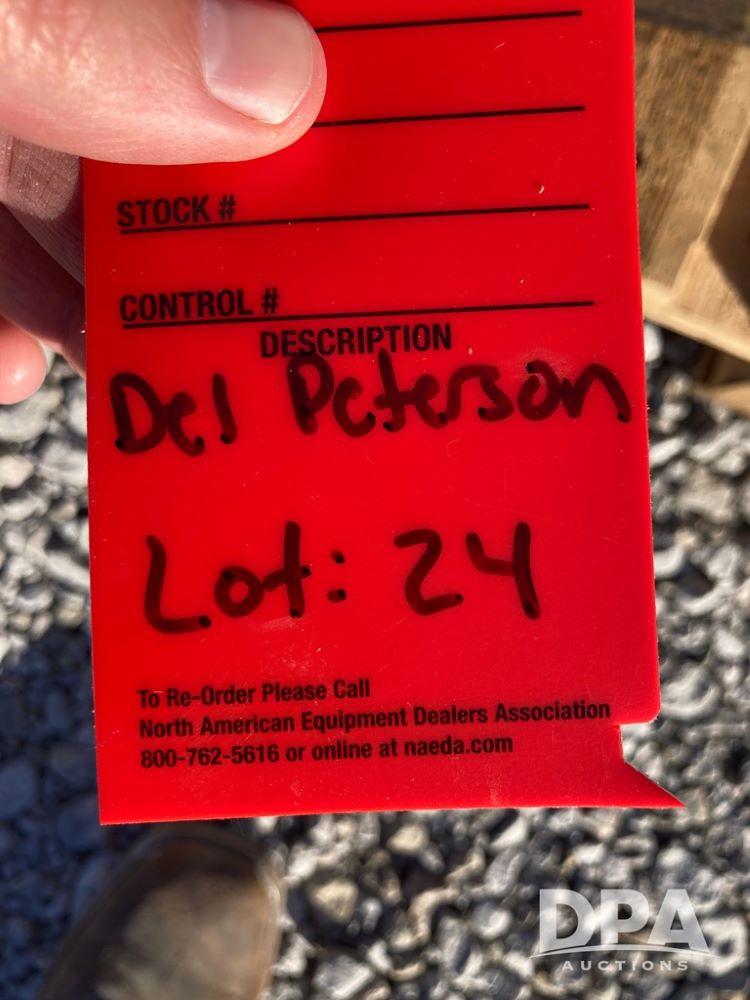 STOCK #
CONTROL #
DESCRIPTION
Del Peterson
Lot: 24
To Re-Order Please Call
North American Equipment Dealers Association
800-762-5616 or online at naeda.com
DPA
AUCTIONS